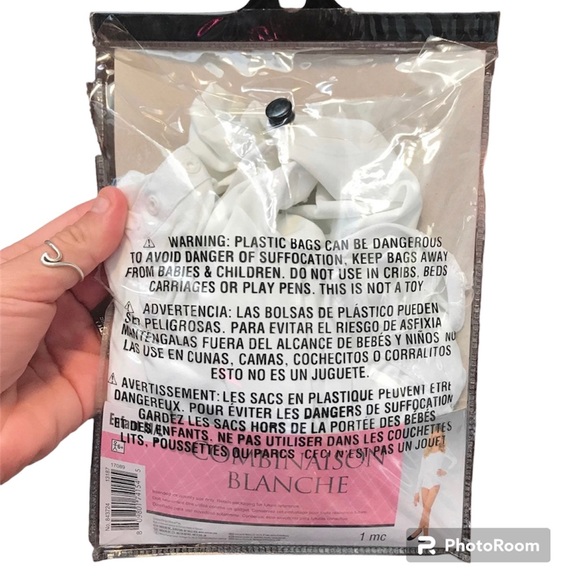 ⚠ WARNING: PLASTIC BAGS CAN BE DANGEROUS
TO AVOID DANGER OF SUFFOCATION, KEEP BAGS AWAY
FROM BABIES & CHILDREN. DO NOT USE IN CRIBS. BEDS
CARRIAGES OR PLAY PENS. THIS IS NOT A TOY
⚠ ADVERTENCIA: LAS BOLSAS DE PLÁSTICO PUEDEN
SER PELIGROSAS. PARA EVITAR EL RIESGO DE ASFIXIA
MANTENGALAS FUERA DEL ALCANCE DE BEBÉS Y NIÑOS NO
LAS USE EN CUNAS, CAMAS, COCHECITOS O CORRALITOS
ESTO NO ES UN JUGUETE.
⚠ AVERTISSEMENT: LES SACS EN PLASTIQUE PEUVENT ETRE
DANGEREUX. POUR ÉVITER LES DANGERS DE SUFFOCATION
GARDEZ LES SACS HORS DE LA PORTÉE DES BÉBÉS
ET DES ENFANTS. NE PAS UTILISER DANS LES COUCHETTES
LITS, POUSSETTES OU PARCS CECI N'EST PAS UN JOUET
COMBINAISON
BLANCHE
1 mc
PhotoRoom